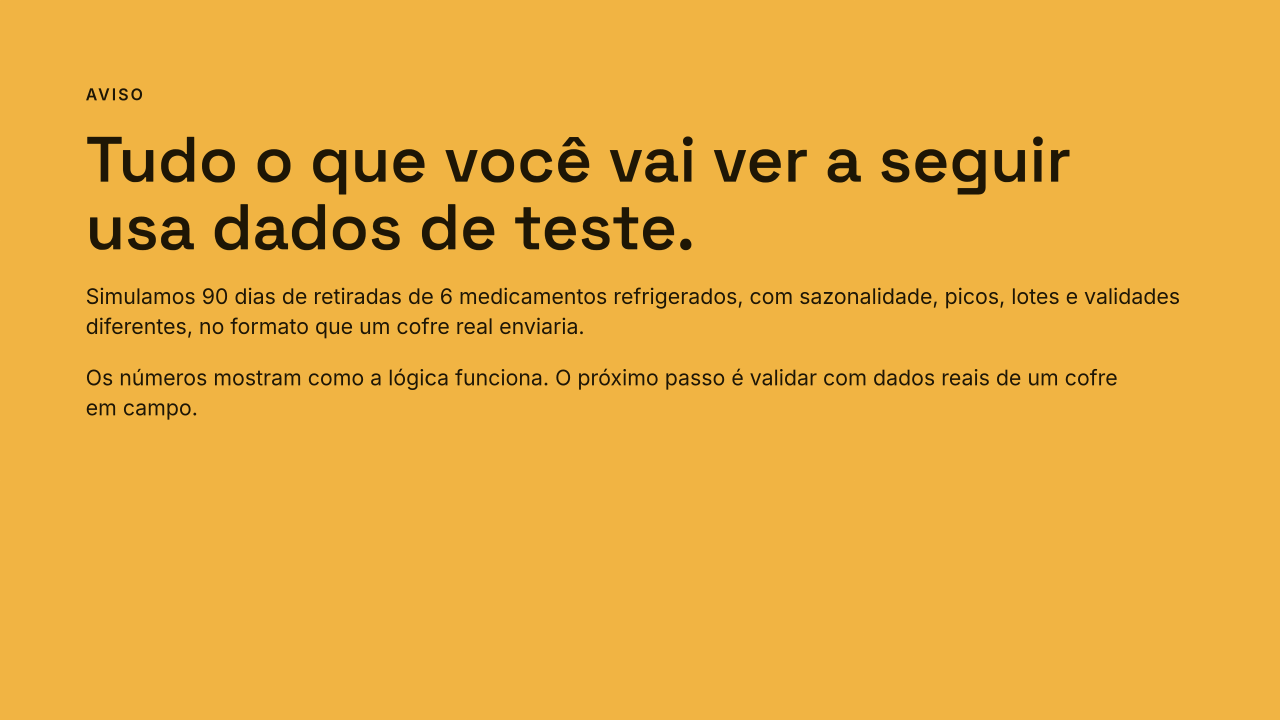 AVISO
Tudo o que você vai ver a seguir
usa dados de teste.
Simulamos 90 dias de retiradas de 6 medicamentos refrigerados, com sazonalidade, picos, lotes e validades
diferentes, no formato que um cofre real enviaria.
Os números mostram como a lógica funciona. O próximo passo é validar com dados reais de um cofre
em campo.